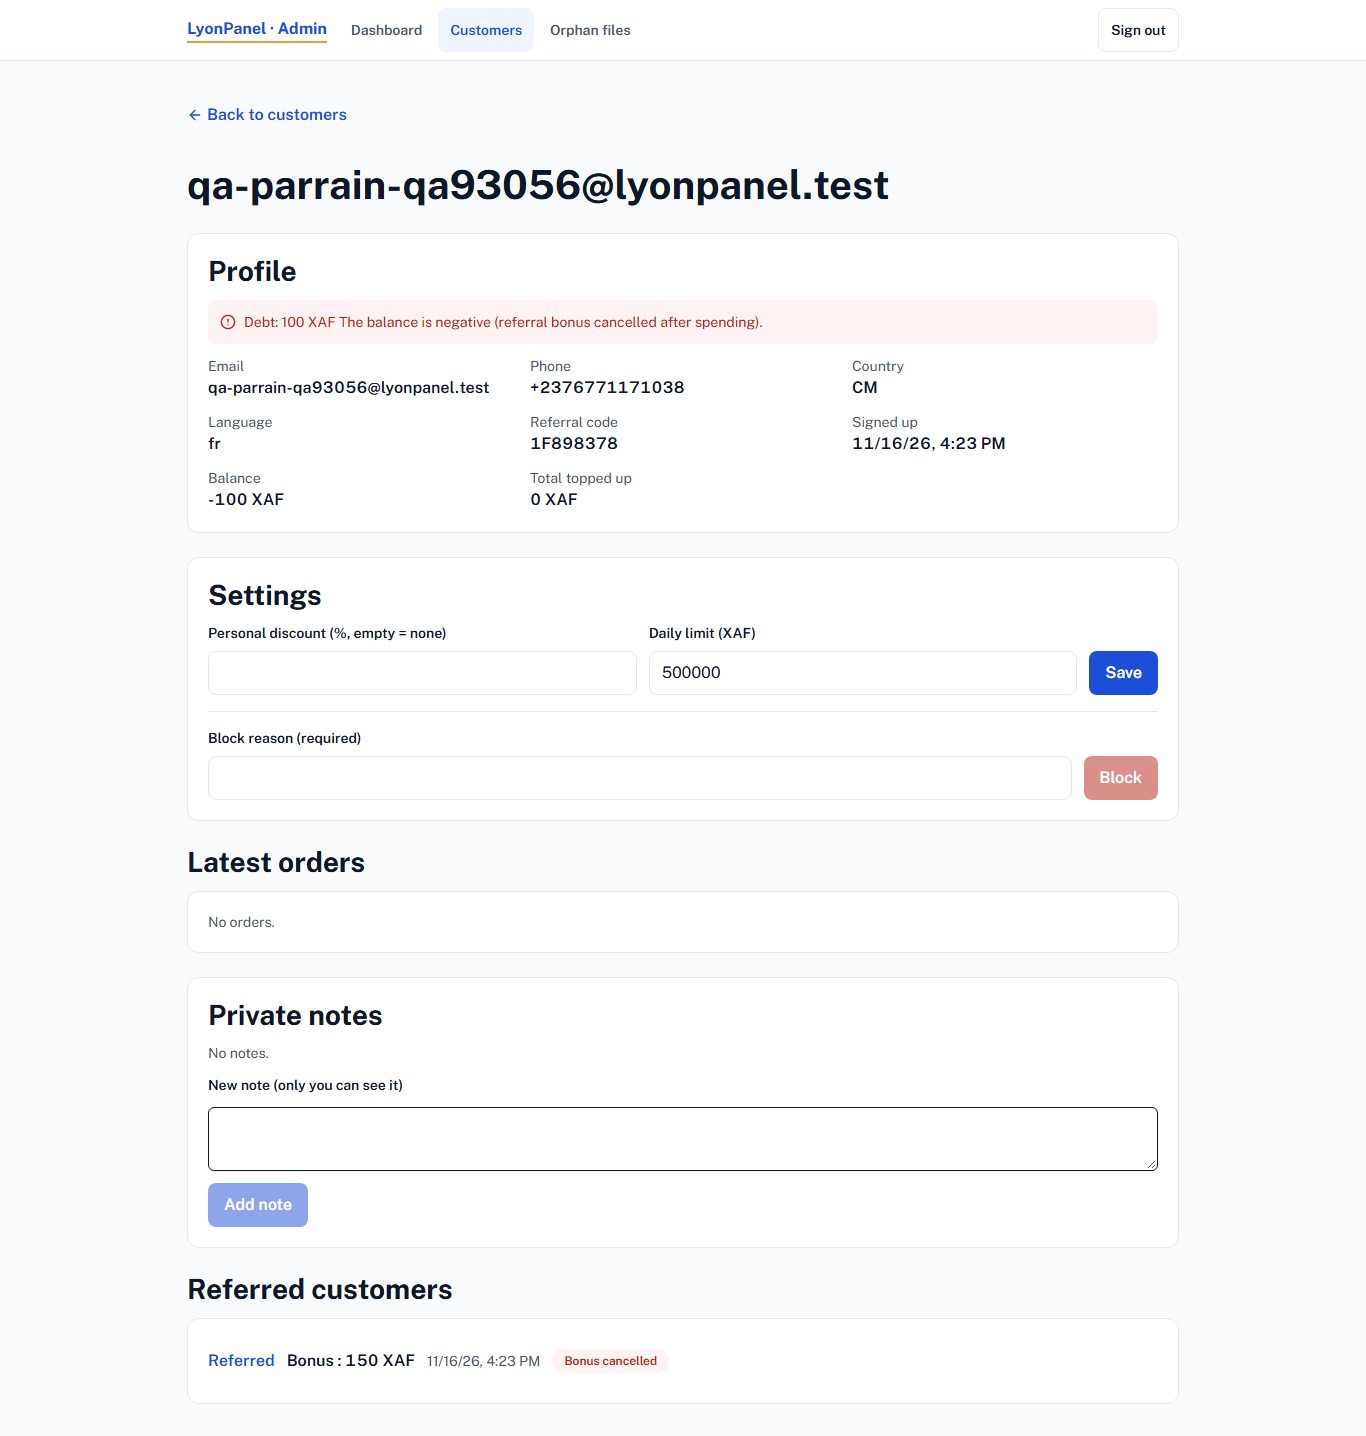 LyonPanel · Admin Dashboard Customers Orphan files Sign out
← Back to customers
qa-parrain-qa93056@lyonpanel.test
Profile
Debt: 100 XAF The balance is negative (referral bonus cancelled after spending).
Email Phone Country
qa-parrain-qa93056@lyonpanel.test +2376771171038 CM
Language Referral code Signed up
fr 1F898378 11/16/26, 4:23 PM
Balance Total topped up
-100 XAF 0 XAF
Settings
Personal discount (%, empty = none) Daily limit (XAF)
500000 Save
Block reason (required)
Block
Latest orders
No orders.
Private notes
No notes.
New note (only you can see it)
Add note
Referred customers
Referred Bonus : 150 XAF 11/16/26, 4:23 PM Bonus cancelled